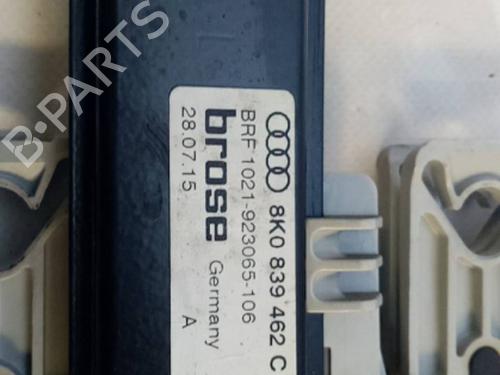 8K0 839 462 C
BRF 1021-923065-106
brose Germany
28.07.15 A
B-PARTS